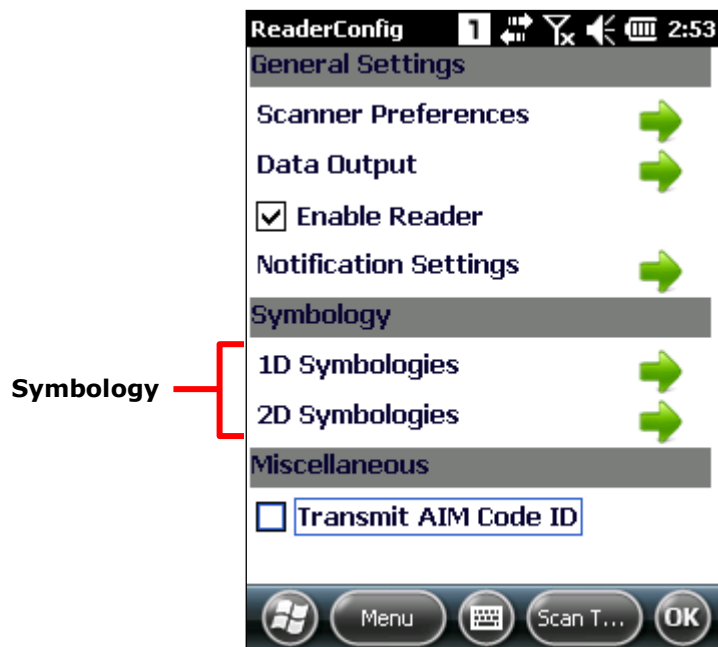 ReaderConfig 1 2:53
General Settings
Scanner Preferences
Data Output
Enable Reader
Notification Settings
Symbology
1D Symbologies
Symbology
2D Symbologies
Miscellaneous
Transmit AIM Code ID
Menu Scan T... OK